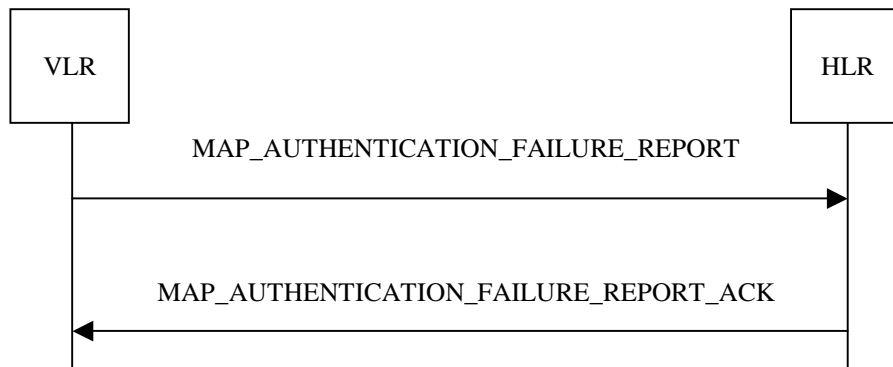 VLR
HLR
MAP_AUTHENTICATION_FAILURE_REPORT
MAP_AUTHENTICATION_FAILURE_REPORT_ACK